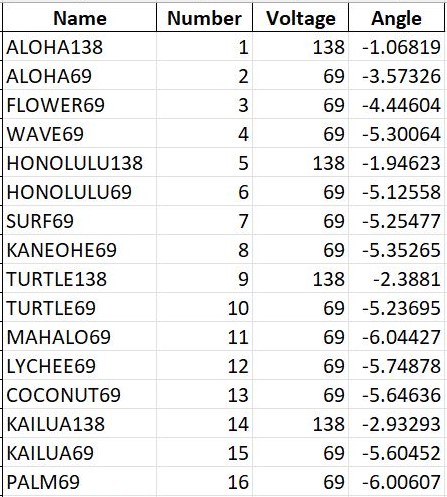 Name Number Voltage Angle
ALOHA138 1 138 -1.06819
ALOHA69 2 69 -3.57326
FLOWER69 3 69 -4.44604
WAVE69 4 69 -5.30064
HONOLULU138 5 138 -1.94623
HONOLULU69 6 69 -5.12558
SURF69 7 69 -5.25477
KANEOHE69 8 69 -5.35265
TURTLE138 9 138 -2.3881
TURTLE69 10 69 -5.23695
MAHALO69 11 69 -6.04427
LYCHEE69 12 69 -5.74878
COCONUT69 13 69 -5.64636
KAILUA138 14 138 -2.93293
KAILUA69 15 69 -5.60452
PALM69 16 69 -6.00607